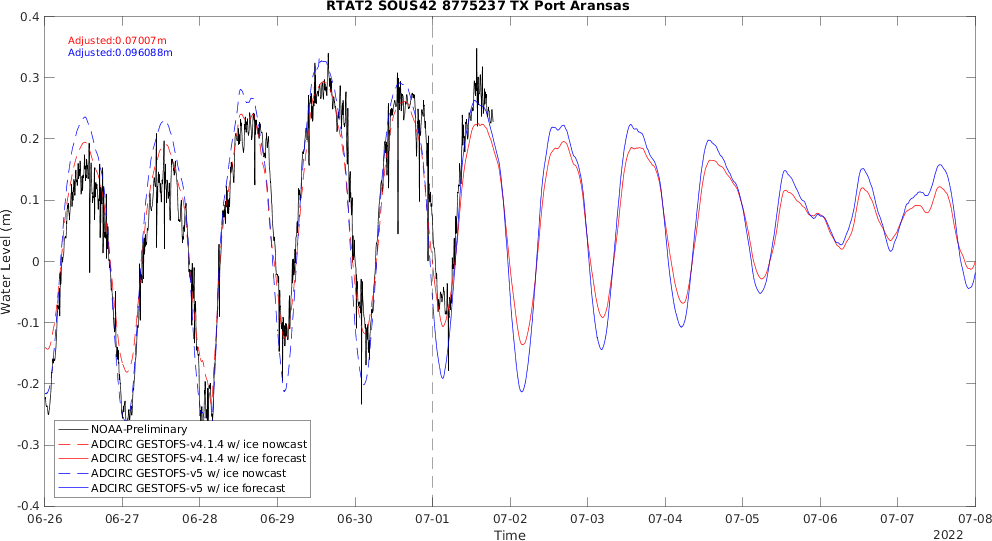 RTAT2 SOUS42 8775237 TX Port Aransas
Adjusted:0.07007m
Adjusted:0.096088m
Water Level (m)
0.4
0.3
0.2
0.1
0
-0.1
-0.2
-0.3
-0.4
NOAA-Preliminary
ADCIRC GESTOFS-v4.1.4 w/ ice nowcast
ADCIRC GESTOFS-v4.1.4 w/ ice forecast
ADCIRC GESTOFS-v5 w/ ice nowcast
ADCIRC GESTOFS-v5 w/ ice forecast
06-26 06-27 06-28 06-29 06-30 07-01 07-02 07-03 07-04 07-05 07-06 07-07 07-08
Time
2022